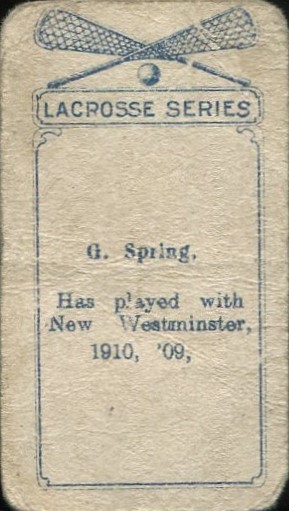 LACROSSE SERIES
G. Spring,
Has played with
New Westminster,
1910, '09,